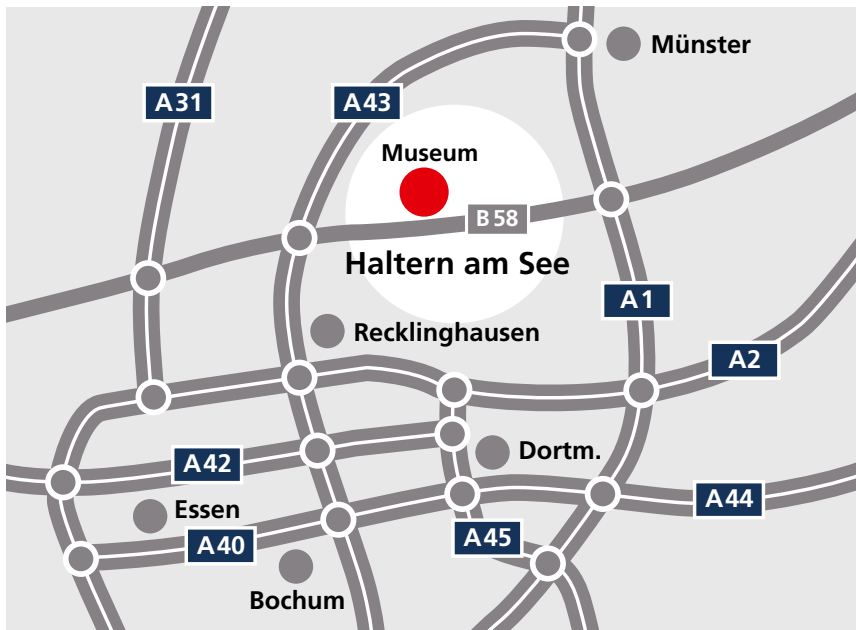 Münster
A31
A43
Museum
B 58
Haltern am See
A1
Recklinghausen
A2
Dortm.
A42
A44
Essen
A45
A40
Bochum